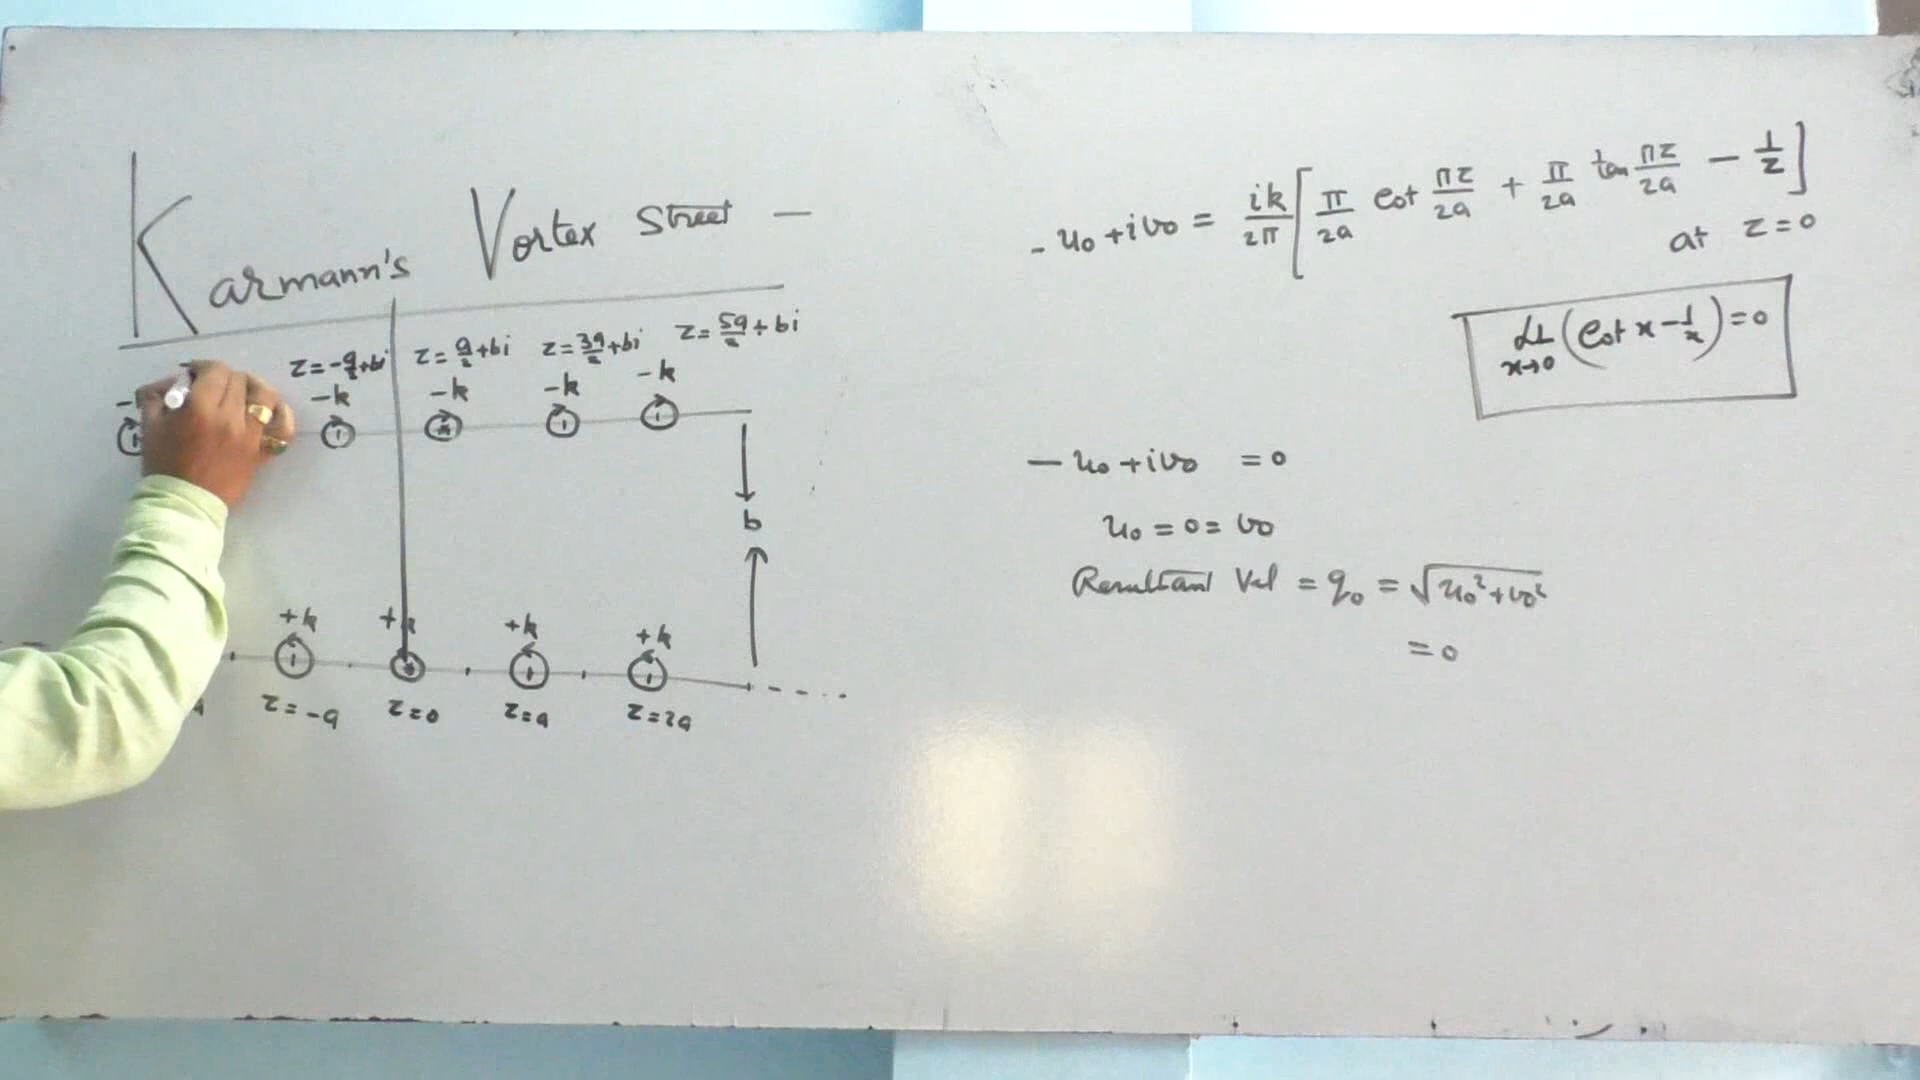 Karmann's Vortex Street —
z=-a/2+bi z=a/2+bi z=3a/2+bi z=5a/2+bi
-k -k -k -k
b
+k +k +k +k
z=-a z=0 z=a z=2a
-u₀+iv₀ = ik/2π [π/2a cot πz/2a + π/2a tan πz/2a - 1/z]
at z=0
Lt x→0 (cot x - 1/x) = 0
-u₀+iv₀ = 0
u₀ = 0 = v₀
Resultant Vel = q₀ = √u₀²+v₀²
= 0